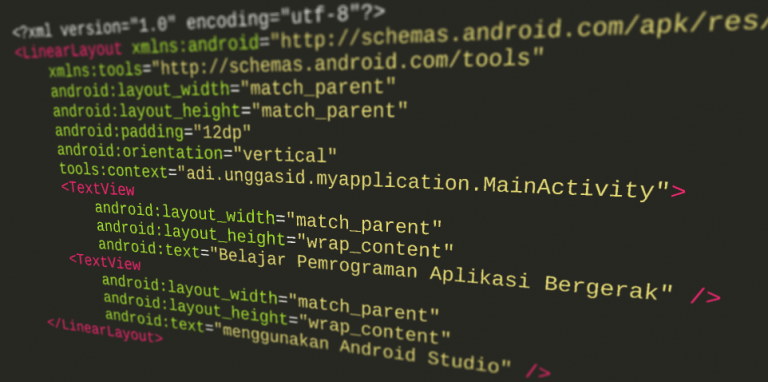 <?xml version="1.0" encoding="utf-8"?>
<LinearLayout xmlns:android="http://schemas.android.com/apk/res/
xmlns:tools="http://schemas.android.com/tools"
android:layout_width="match_parent"
android:layout_height="match_parent"
android:padding="12dp"
android:orientation="vertical"
tools:context="adi.unggasid.myapplication.MainActivity">
<TextView
android:layout_width="match_parent"
android:layout_height="wrap_content"
android:text="Belajar Pemrograman Aplikasi Bergerak" />
<TextView
android:layout_width="match_parent"
android:layout_height="wrap_content"
android:text="menggunakan Android Studio" />
</LinearLayout>